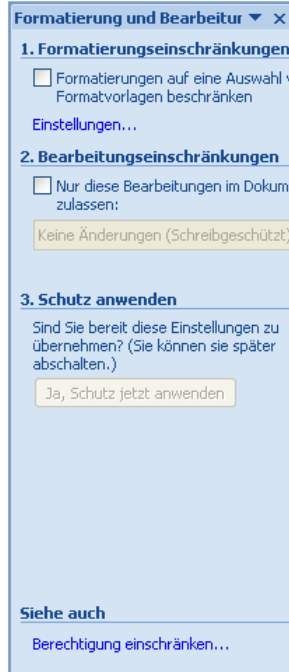 Formatierung und Bearbeitur
1. Formatierungseinschränkungen
Formatierungen auf eine Auswahl v
Formatvorlagen beschränken
Einstellungen...
2. Bearbeitungseinschränkungen
Nur diese Bearbeitungen im Dokum
zulassen:
Keine Änderungen (Schreibgeschützt)
3. Schutz anwenden
Sind Sie bereit diese Einstellungen zu
übernehmen? (Sie können sie später
abschalten.)
Ja, Schutz jetzt anwenden
Siehe auch
Berechtigung einschränken...